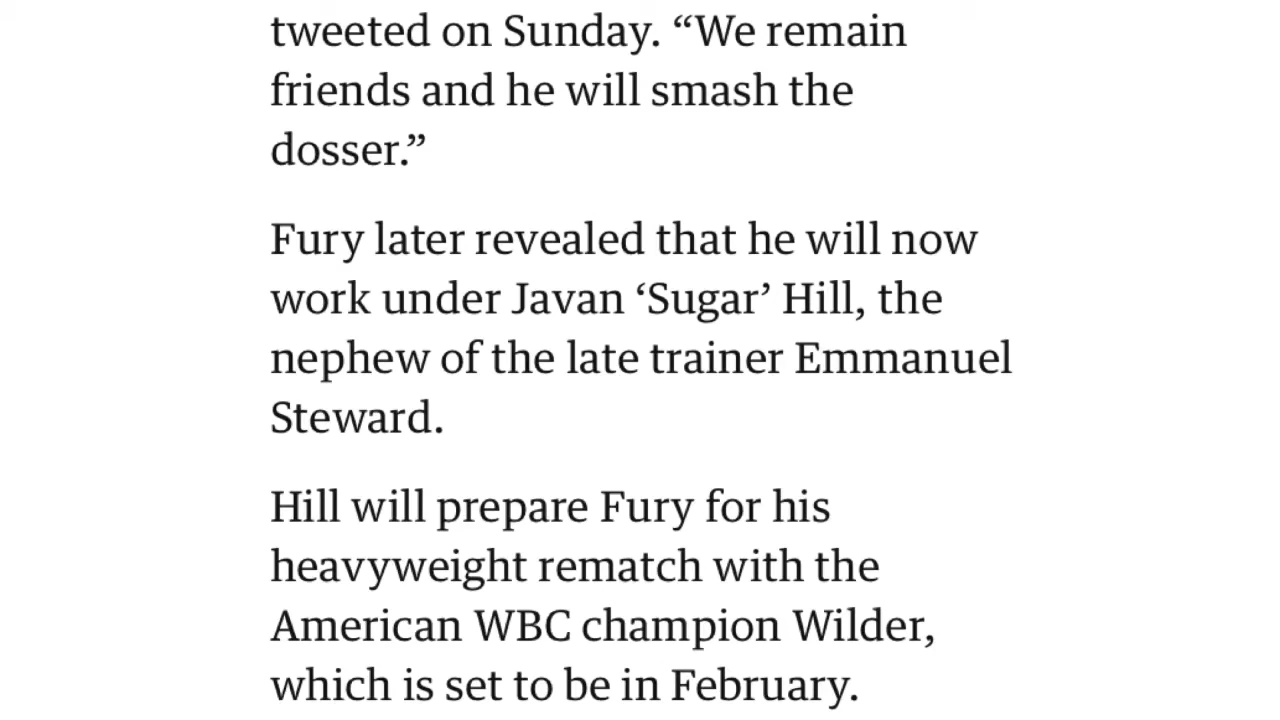 tweeted on Sunday. “We remain
friends and he will smash the
dosser.”
Fury later revealed that he will now
work under Javan ‘Sugar’ Hill, the
nephew of the late trainer Emmanuel
Steward.
Hill will prepare Fury for his
heavyweight rematch with the
American WBC champion Wilder,
which is set to be in February.